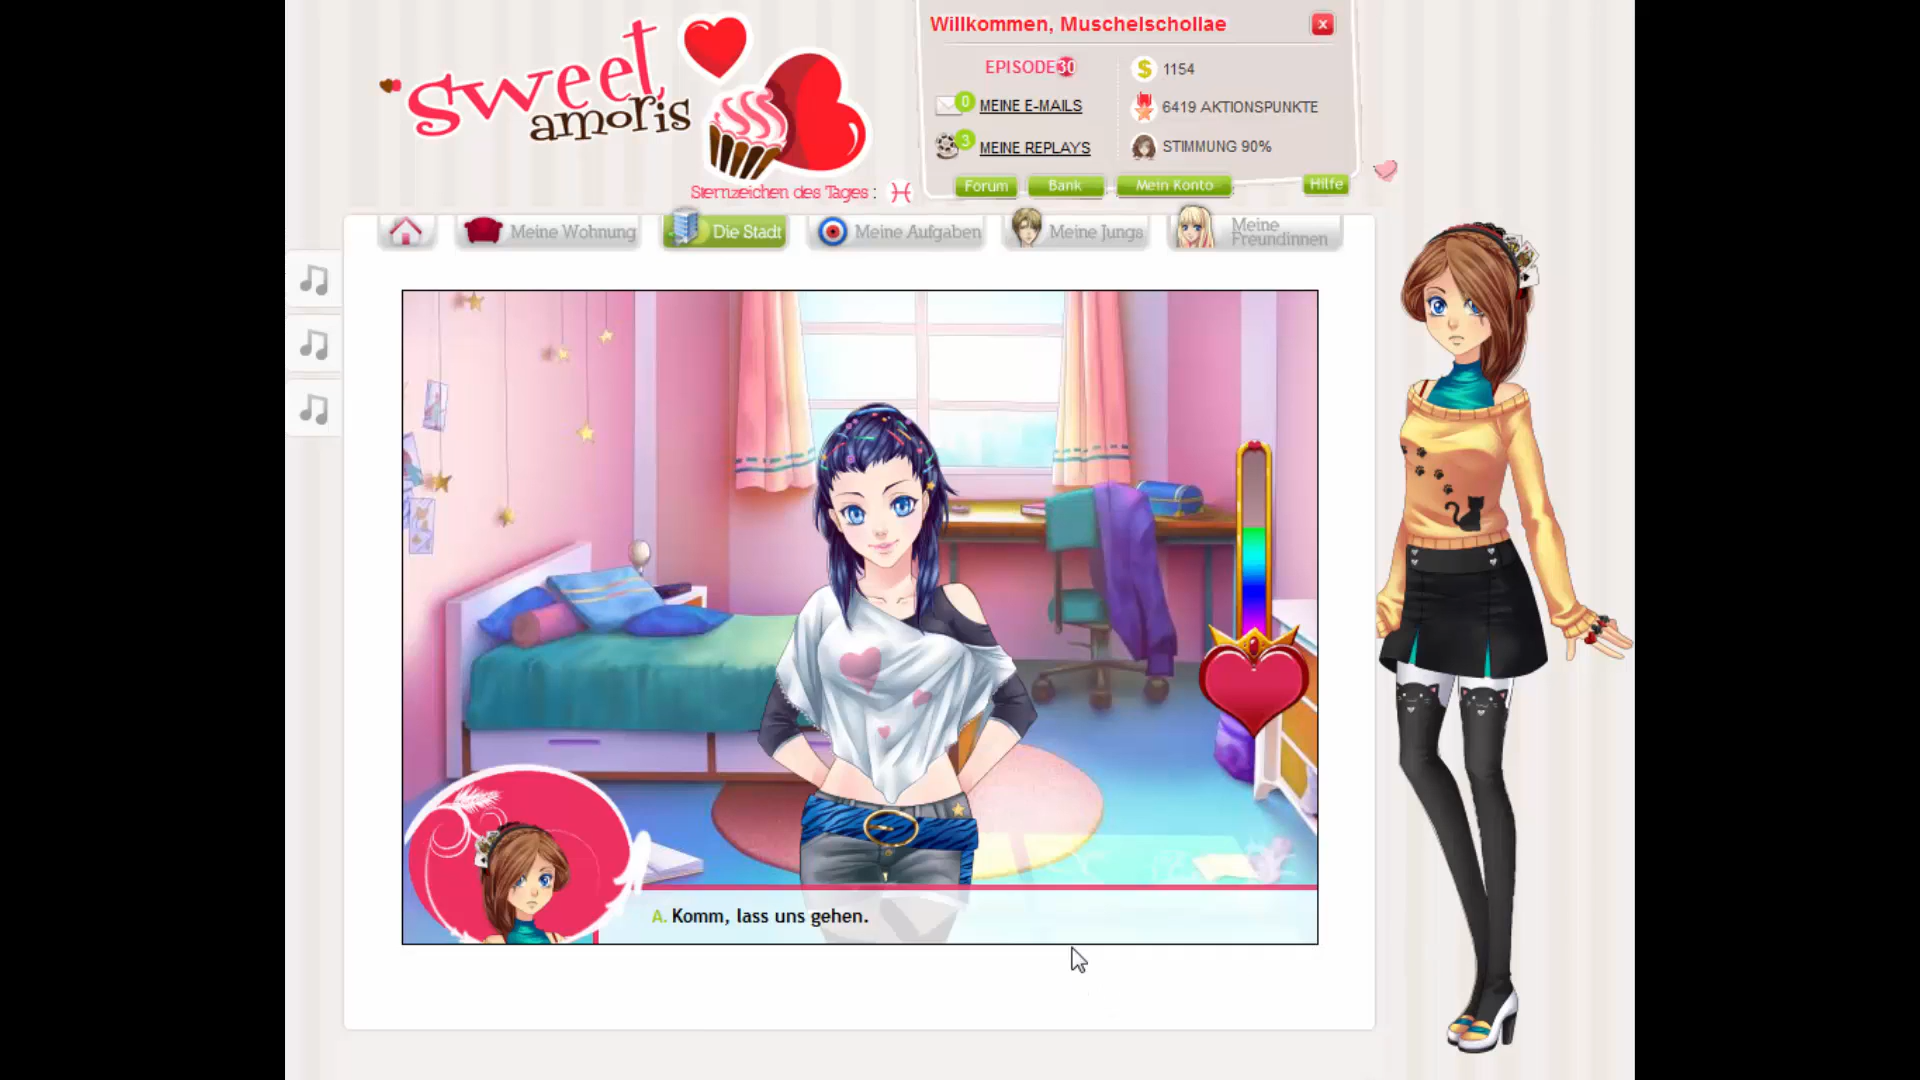 sweet
amoris
Sternzeichen des Tages :
Willkommen, Muschelschollae
EPISODE 30
0 MEINE E-MAILS
3 MEINE REPLAYS
$ 1154
6419 AKTIONSPUNKTE
STIMMUNG 90%
Forum
Bank
Mein Konto
Hilfe
Meine Wohnung
Die Stadt
Meine Aufgaben
Meine Jungs
Meine
Freundinnen
A. Komm, lass uns gehen.